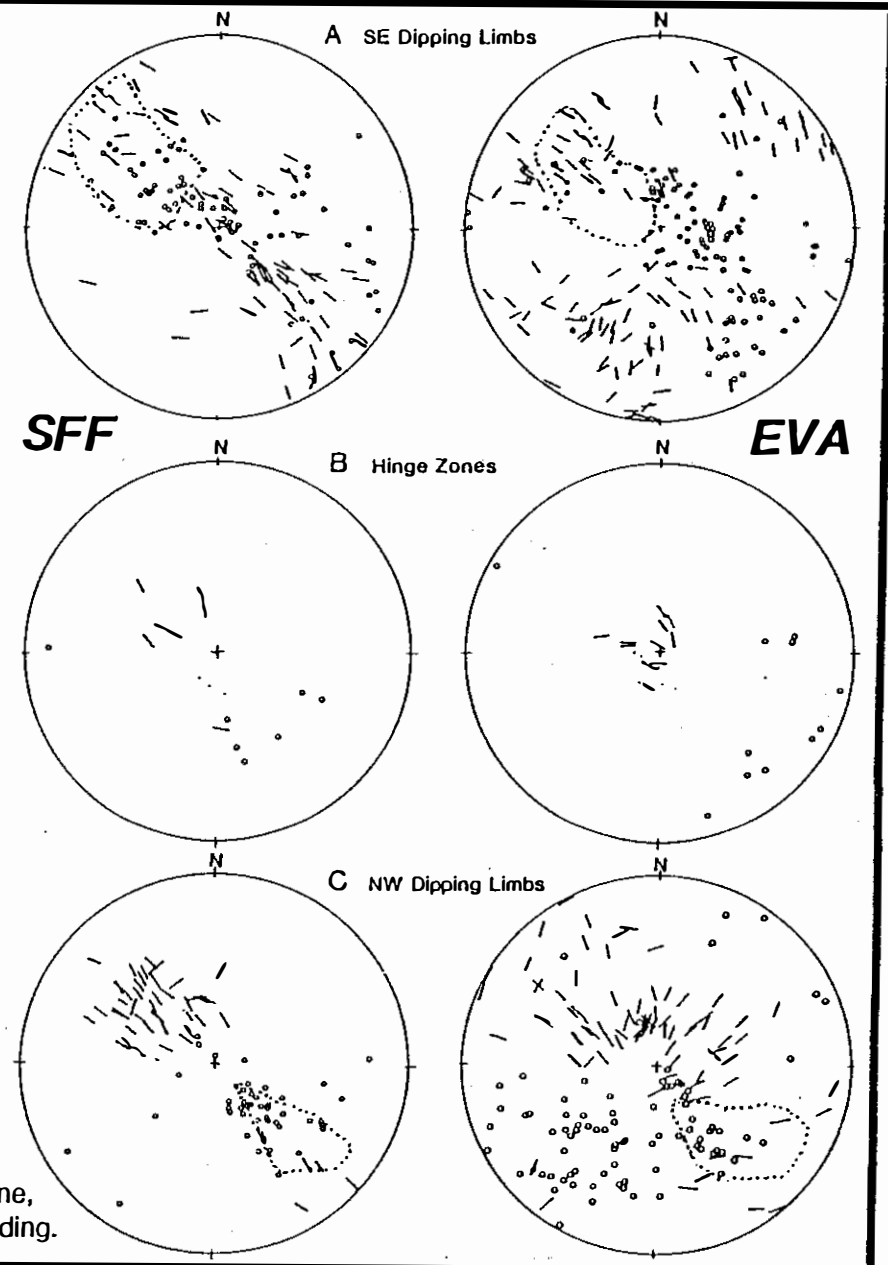 N
A SE Dipping Limbs
N
SFF
EVA
N
B Hinge Zones
N
N
C NW Dipping Limbs
N
ne,
ding.